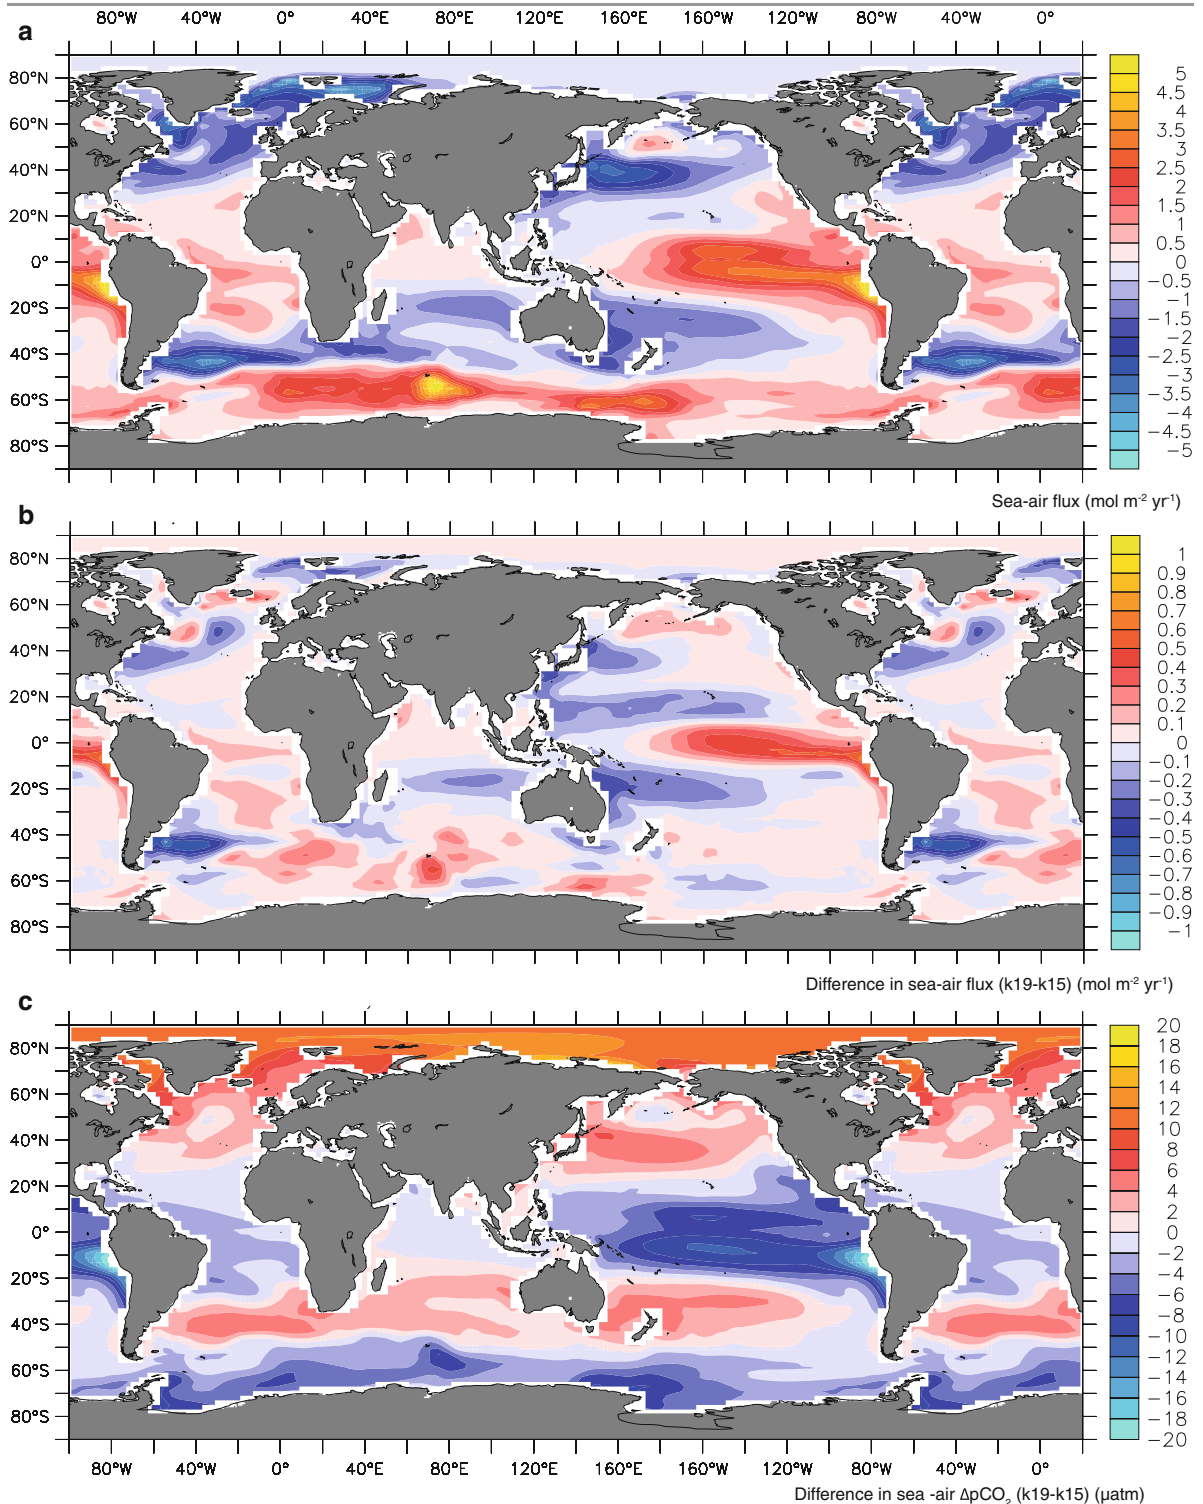 80°W 40°W 0° 40°E 80°E 120°E 160°E 160°W 120°W 80°W 40°W 0°
a
80°N
60°N
40°N
20°N
0°
20°S
40°S
60°S
80°S
5
4.5
4
3.5
3
2.5
2
1.5
1
0.5
0
−0.5
−1
−1.5
−2
−2.5
−3
−3.5
−4
−4.5
−5
Sea-air flux (mol m⁻² yr⁻¹)
b
80°N
60°N
40°N
20°N
0°
20°S
40°S
60°S
80°S
1
0.9
0.8
0.7
0.6
0.5
0.4
0.3
0.2
0.1
0
−0.1
−0.2
−0.3
−0.4
−0.5
−0.6
−0.7
−0.8
−0.9
−1
Difference in sea-air flux (k19-k15) (mol m⁻² yr⁻¹)
c
80°N
60°N
40°N
20°N
0°
20°S
40°S
60°S
80°S
20
18
16
14
12
10
8
6
4
2
0
−2
−4
−6
−8
−10
−12
−14
−16
−18
−20
80°W 40°W 0° 40°E 80°E 120°E 160°E 160°W 120°W 80°W 40°W 0°
Difference in sea -air ΔpCO₂ (k19-k15) (µatm)